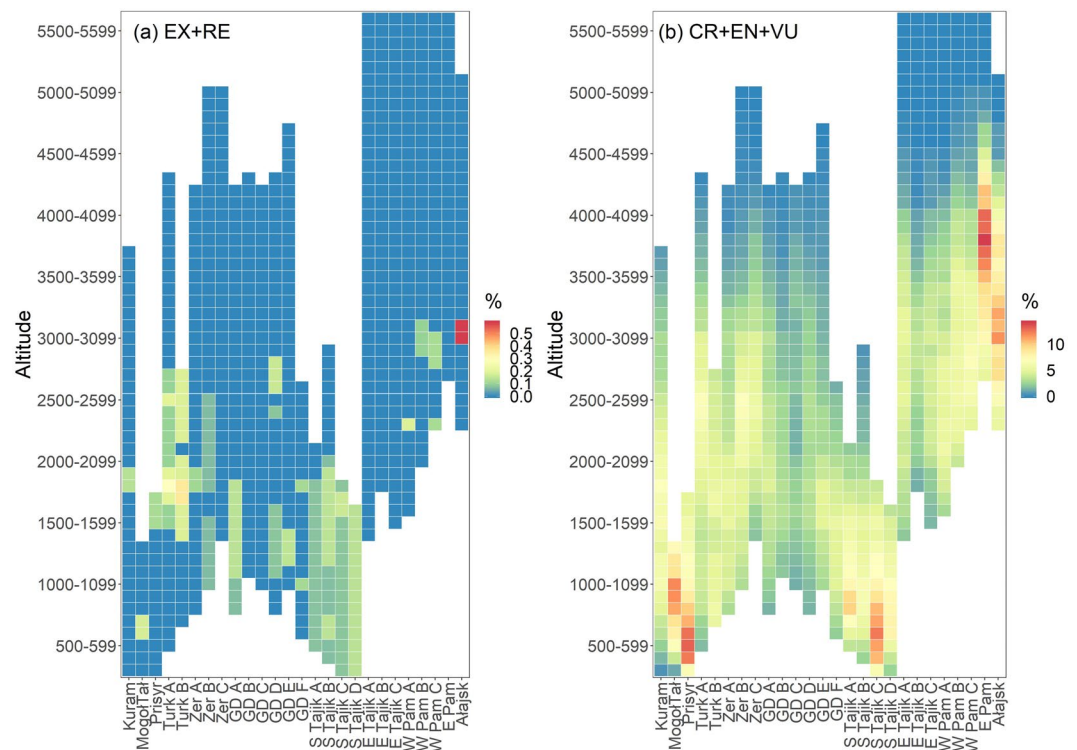 (a) EX+RE
(b) CR+EN+VU
Altitude
5500-5599
5000-5099
4500-4599
4000-4099
3500-3599
3000-3099
2500-2599
2000-2099
1500-1599
1000-1099
500-599
%
0.5
0.4
0.3
0.2
0.1
0.0
Kuram
Mogoł Tał
Prisyr
Turk A
Turk B
Zer A
Zer B
Zer C
GD A
GD B
GD C
GD D
GD E
GD F
S Tajik A
S Tajik B
S Tajik C
S Tajik D
E Tajik A
E Tajik B
E Tajik C
W Pam A
W Pam B
W Pam C
E Pam
Ałajsk
Altitude
5500-5599
5000-5099
4500-4599
4000-4099
3500-3599
3000-3099
2500-2599
2000-2099
1500-1599
1000-1099
500-599
%
10
5
0
Kuram
Mogoł Tał
Prisyr
Turk A
Turk B
Zer A
Zer B
Zer C
GD A
GD B
GD C
GD D
GD E
GD F
S Tajik A
S Tajik B
S Tajik C
S Tajik D
E Tajik A
E Tajik B
E Tajik C
W Pam A
W Pam B
W Pam C
E Pam
Ałajsk